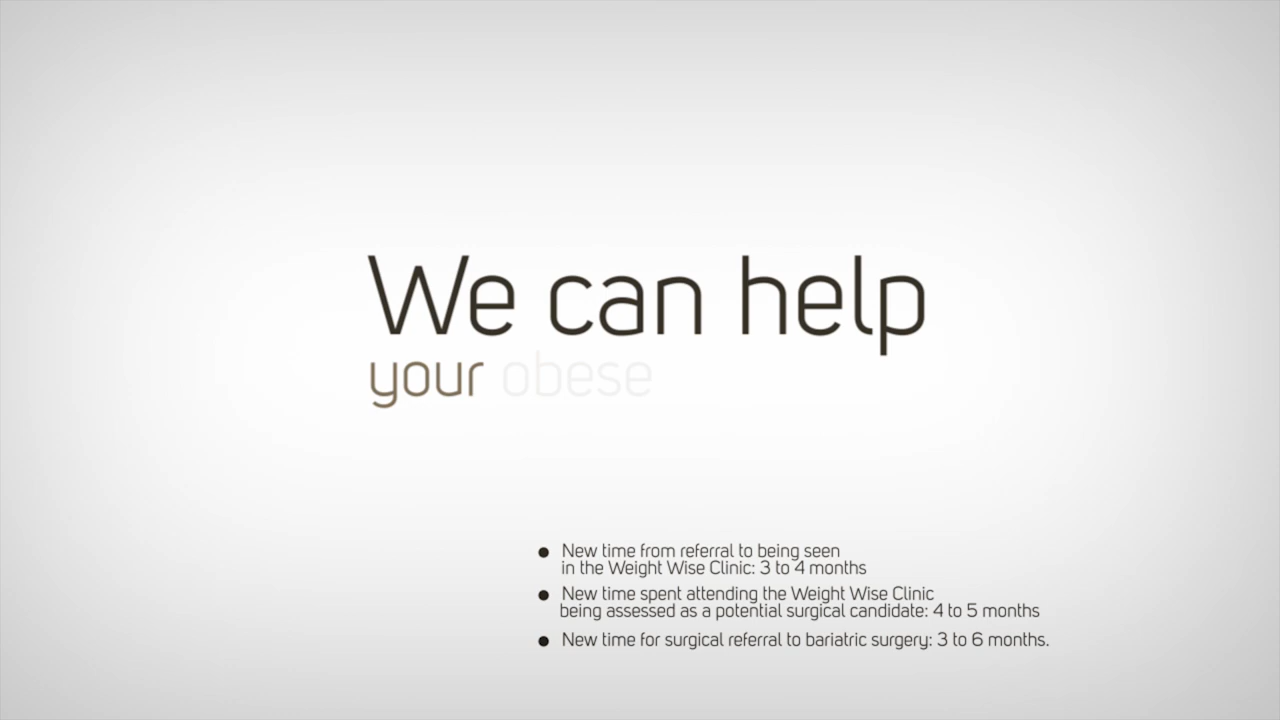 We can help
your obese
● New time from referral to being seen
in the Weight Wise Clinic: 3 to 4 months
● New time spent attending the Weight Wise Clinic
being assessed as a potential surgical candidate: 4 to 5 months
● New time for surgical referral to bariatric surgery: 3 to 6 months.